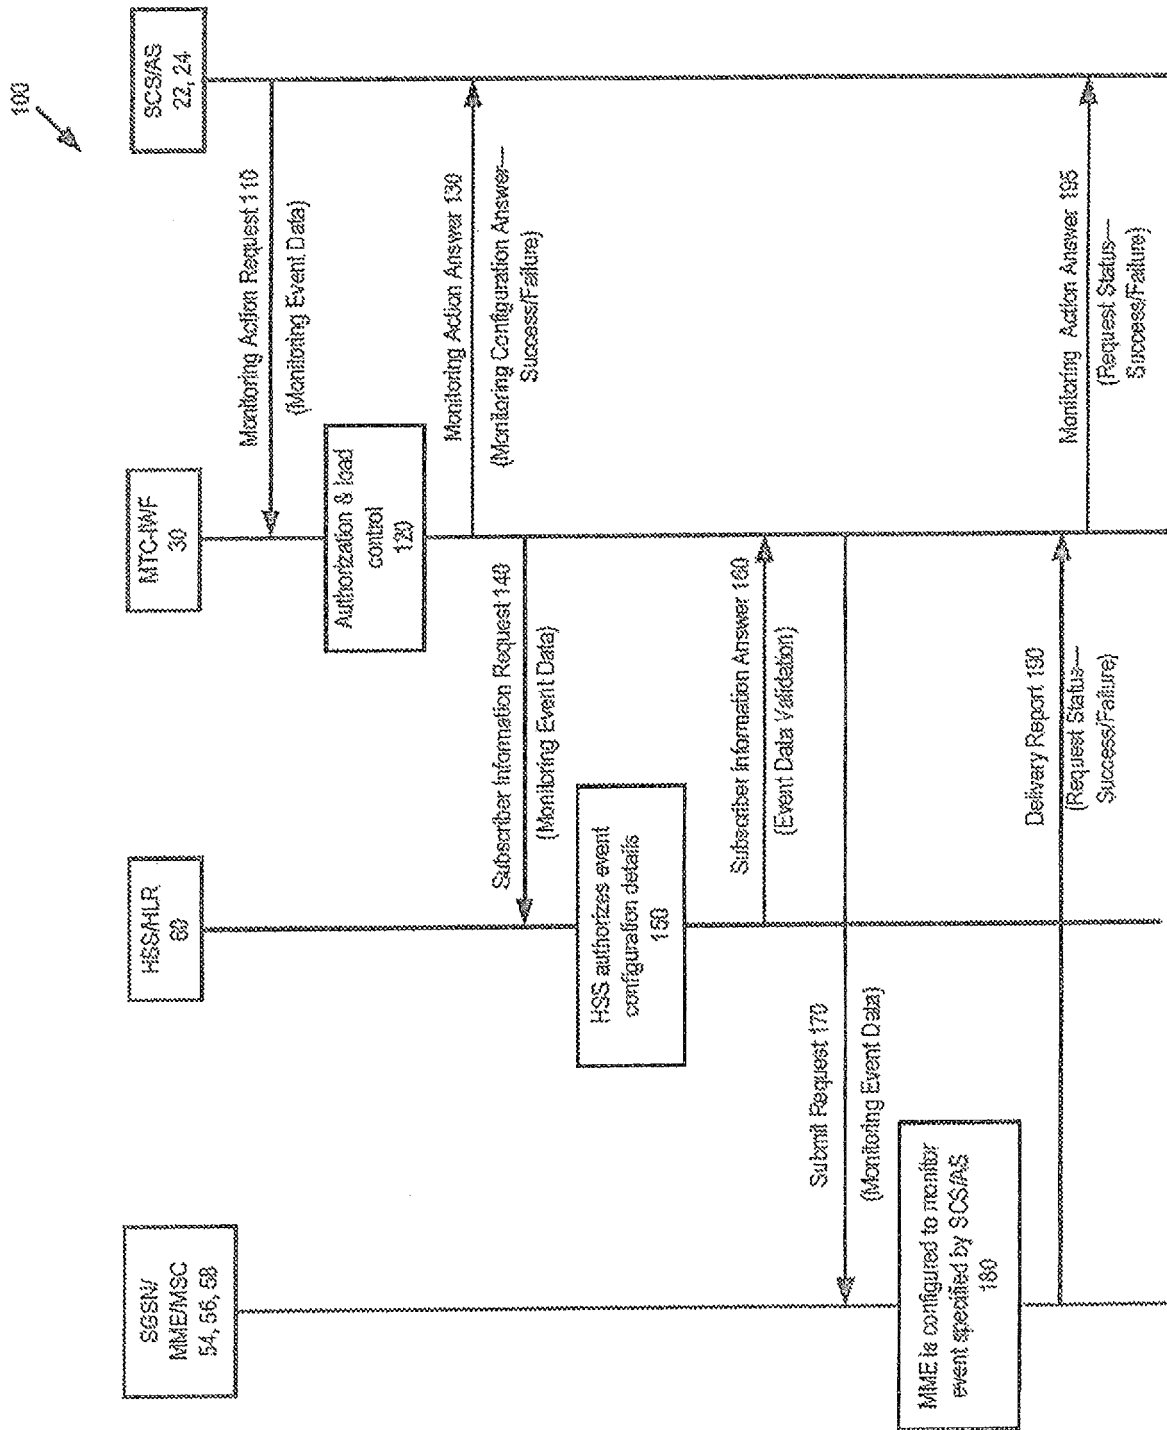 100
SGSN/
MME/MSC
54, 56, 58
HSS/HLR
60
MTC-IWF
30
SCS/AS
22, 24
Monitoring Action Request 110
{Monitoring Event Data}
Authorization & load
control
120
Monitoring Action Answer 130
{Monitoring Configuration Answer—
Success/Failure}
Subscriber Information Request 140
{Monitoring Event Data}
HSS authorizes event
configuration details
150
Subscriber Information Answer 160
{Event Data Validation}
Submit Request 170
{Monitoring Event Data}
MME is configured to monitor
event specified by SCS/AS
180
Delivery Report 190
{Request Status—
Success/Failure}
Monitoring Action Answer 195
{Request Status—
Success/Failure}